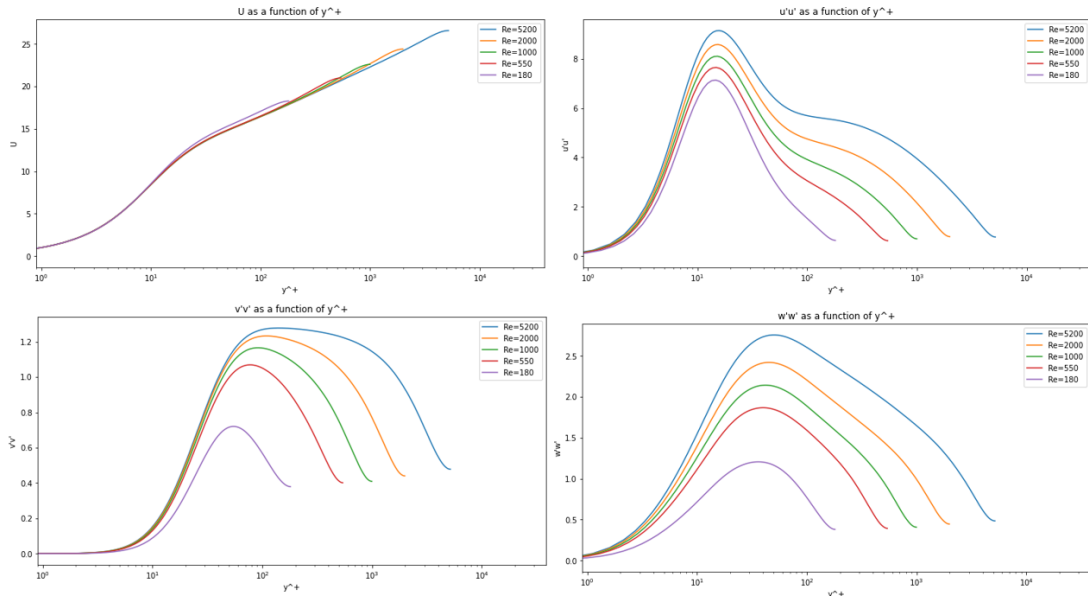 U as a function of y^+
U
25
20
15
10
5
0
10⁰ 10¹ 10² 10³ 10⁴
y^+
Re=5200
Re=2000
Re=1000
Re=550
Re=180
u'u' as a function of y^+
u'u'
8
6
4
2
0
10⁰ 10¹ 10² 10³ 10⁴
y^+
Re=5200
Re=2000
Re=1000
Re=550
Re=180
v'v' as a function of y^+
v'v'
1.2
1.0
0.8
0.6
0.4
0.2
0.0
10⁰ 10¹ 10² 10³ 10⁴
y^+
Re=5200
Re=2000
Re=1000
Re=550
Re=180
w'w' as a function of y^+
w'w'
2.5
2.0
1.5
1.0
0.5
0.0
10⁰ 10¹ 10² 10³ 10⁴
y^+
Re=5200
Re=2000
Re=1000
Re=550
Re=180